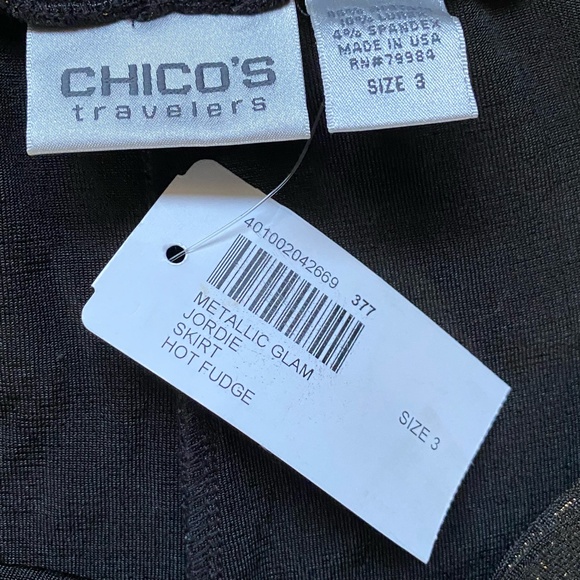 CHICO'S
travelers
10% LUREX
4% SPANDEX
MADE IN USA
RN#79984
SIZE 3
401002042669 377
METALLIC GLAM
JORDIE
SKIRT
HOT FUDGE
SIZE 3